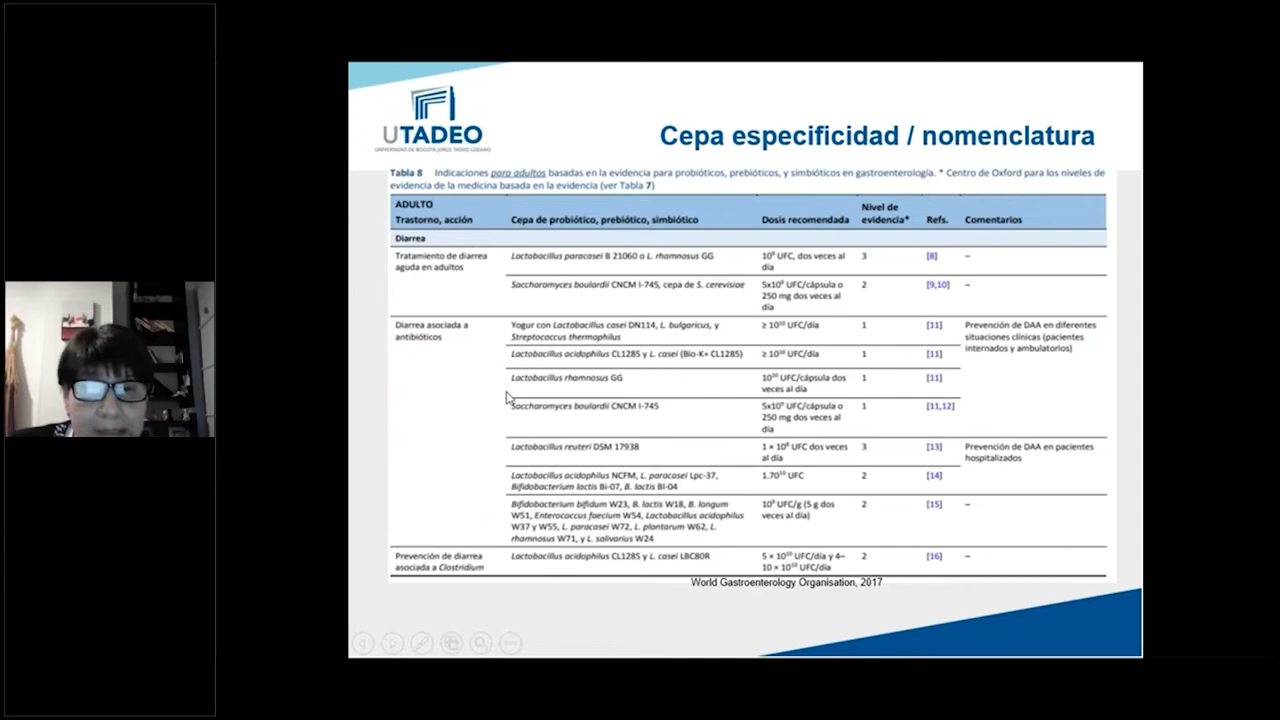 UTADEO
UNIVERSIDAD DE BOGOTÁ JORGE TADEO LOZANO
Cepa especificidad / nomenclatura
Tabla 8 Indicaciones para adultos basadas en la evidencia para probióticos, prebióticos, y simbióticos en gastroenterología. * Centro de Oxford para los niveles de
evidencia de la medicina basada en la evidencia (ver Tabla 7)
ADULTO
Trastorno, acción Cepa de probiótico, prebiótico, simbiótico Dosis recomendada Nivel de evidencia* Refs. Comentarios
Diarrea
Tratamiento de diarrea Lactobacillus paracasei B 21060 o L. rhamnosus GG 10⁹ UFC, dos veces al 3 [8] –
aguda en adultos día
Saccharomyces boulardii CNCM I-745, cepa de S. cerevisiae 5x10⁹ UFC/cápsula o 2 [9,10] –
250 mg dos veces al
día
Diarrea asociada a Yogur con Lactobacillus casei DN114, L. bulgaricus, y ≥ 10¹⁰ UFC/día 1 [11] Prevención de DAA en diferentes
antibióticos Streptococcus thermophilus situaciones clínicas (pacientes
internados y ambulatorios)
Lactobacillus acidophilus CL1285 y L. casei (Bio-K+ CL1285) ≥ 10¹⁰ UFC/día 1 [11]
Lactobacillus rhamnosus GG 10¹⁰ UFC/cápsula dos 1 [11]
veces al día
Saccharomyces boulardii CNCM I-745 5x10⁹ UFC/cápsula o 1 [11,12]
250 mg dos veces al
día
Lactobacillus reuteri DSM 17938 1 × 10⁸ UFC dos veces 3 [13] Prevención de DAA en pacientes
al día hospitalizados
Lactobacillus acidophilus NCFM, L. paracasei Lpc-37, 1.70¹⁰ UFC 2 [14]
Bifidobacterium lactis Bi-07, B. lactis Bl-04
Bifidobacterium bifidum W23, B. lactis W18, B. longum 10⁹ UFC/g (5 g dos 2 [15] –
W51, Enterococcus faecium W54, Lactobacillus acidophilus veces al día)
W37 y W55, L. paracasei W72, L. plantarum W62, L.
rhamnosus W71, y L. salivarius W24
Prevención de diarrea Lactobacillus acidophilus CL1285 y L. casei LBC80R 5 × 10¹⁰ UFC/día y 4– 2 [16] –
asociada a Clostridium 10 × 10¹⁰ UFC/día
World Gastroenterology Organisation, 2017